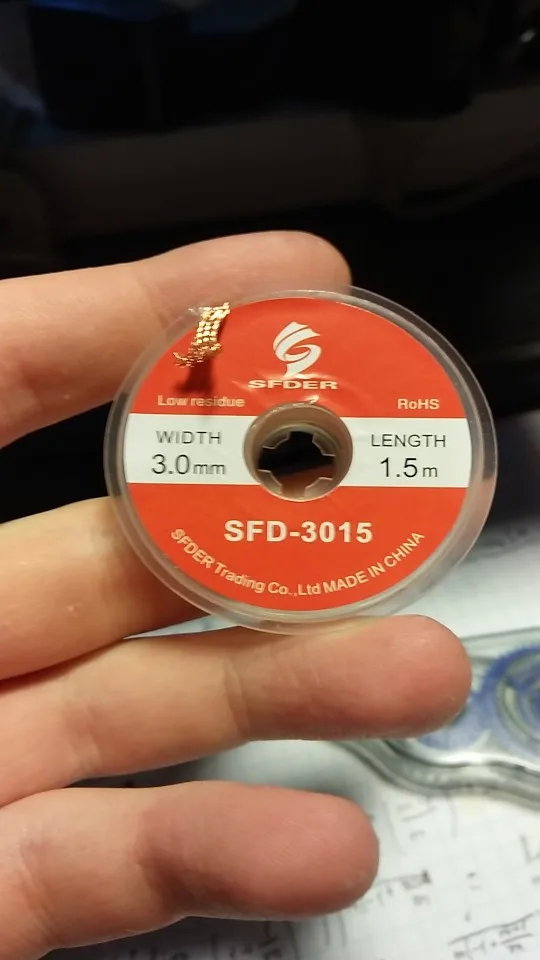 SFDER
Low residue
RoHS
WIDTH
3.0mm
LENGTH
1.5m
SFD-3015
SFDER Trading Co.,Ltd MADE IN CHINA